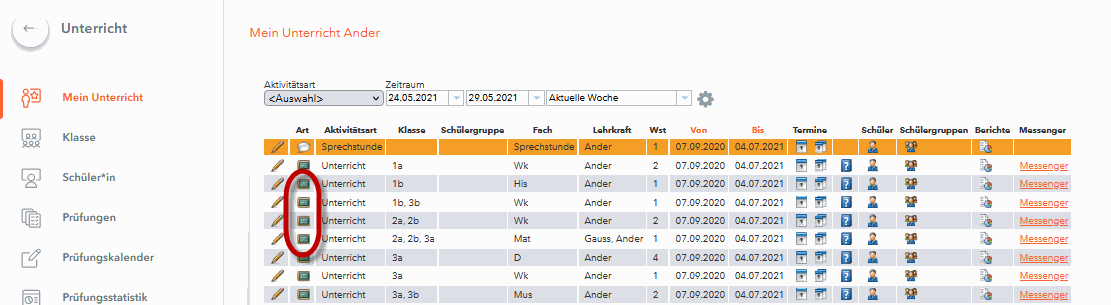 Unterricht
Mein Unterricht
Klasse
Schüler*in
Prüfungen
Prüfungskalender
Prüfungsstatistik
Mein Unterricht Ander
Aktivitätsart Zeitraum
<Auswahl> 24.05.2021 29.05.2021 Aktuelle Woche
Art Aktivitätsart Klasse Schülergruppe Fach Lehrkraft Wst Von Bis Termine Schüler Schülergruppen Berichte Messenger
Sprechstunde Sprechstunde Ander 1 07.09.2020 04.07.2021
Unterricht 1a Wk Ander 2 07.09.2020 04.07.2021 ? Messenger
Unterricht 1b His Ander 1 07.09.2020 04.07.2021 ? Messenger
Unterricht 1b, 3b Wk Ander 1 07.09.2020 04.07.2021 ? Messenger
Unterricht 2a, 2b Wk Ander 2 07.09.2020 04.07.2021 ? Messenger
Unterricht 2a, 2b, 3a Mat Gauss, Ander 1 07.09.2020 04.07.2021 ? Messenger
Unterricht 3a D Ander 4 07.09.2020 04.07.2021 ? Messenger
Unterricht 3a Wk Ander 1 07.09.2020 04.07.2021 ? Messenger
Unterricht 3a, 3b Mus Ander 2 07.09.2020 04.07.2021 ? Messenger